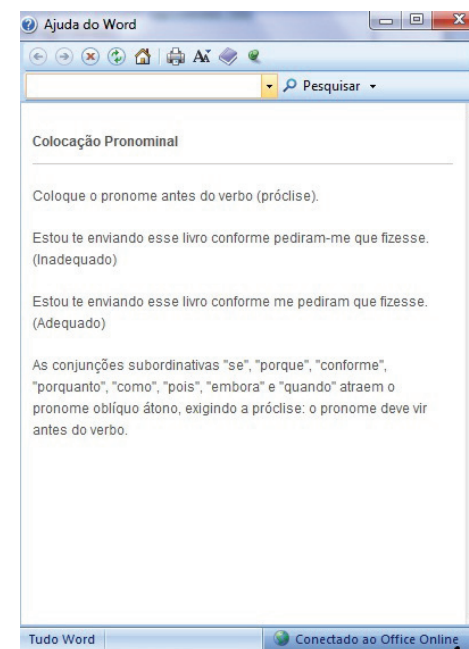 Ajuda do Word
Pesquisar
Colocação Pronominal
Coloque o pronome antes do verbo (próclise).
Estou te enviando esse livro conforme pediram-me que fizesse.
(Inadequado)
Estou te enviando esse livro conforme me pediram que fizesse.
(Adequado)
As conjunções subordinativas "se", "porque", "conforme",
"porquanto", "como", "pois", "embora" e "quando" atraem o
pronome oblíquo átono, exigindo a próclise: o pronome deve vir
antes do verbo.
Tudo Word
Conectado ao Office Online